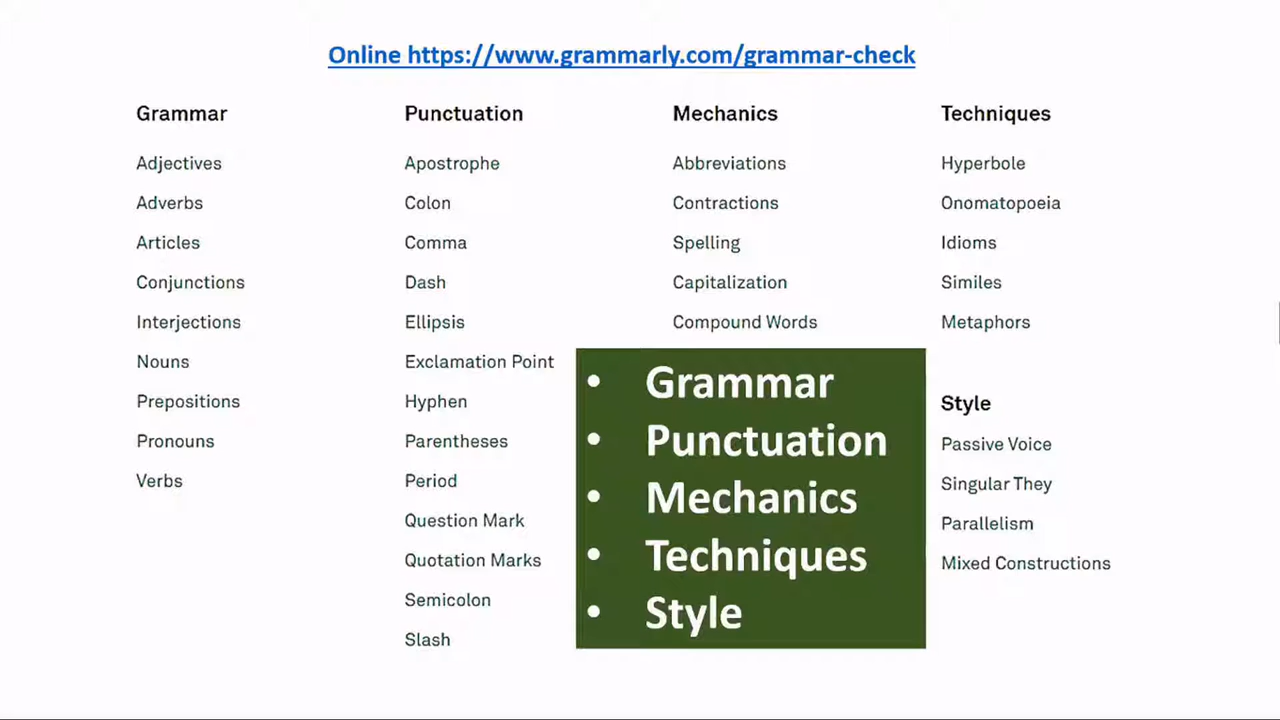 Online https://www.grammarly.com/grammar-check
Grammar
Adjectives
Adverbs
Articles
Conjunctions
Interjections
Nouns
Prepositions
Pronouns
Verbs
Punctuation
Apostrophe
Colon
Comma
Dash
Ellipsis
Exclamation Point
Hyphen
Parentheses
Period
Question Mark
Quotation Marks
Semicolon
Slash
Mechanics
Abbreviations
Contractions
Spelling
Capitalization
Compound Words
• Grammar
• Punctuation
• Mechanics
• Techniques
• Style
Techniques
Hyperbole
Onomatopoeia
Idioms
Similes
Metaphors
Style
Passive Voice
Singular They
Parallelism
Mixed Constructions